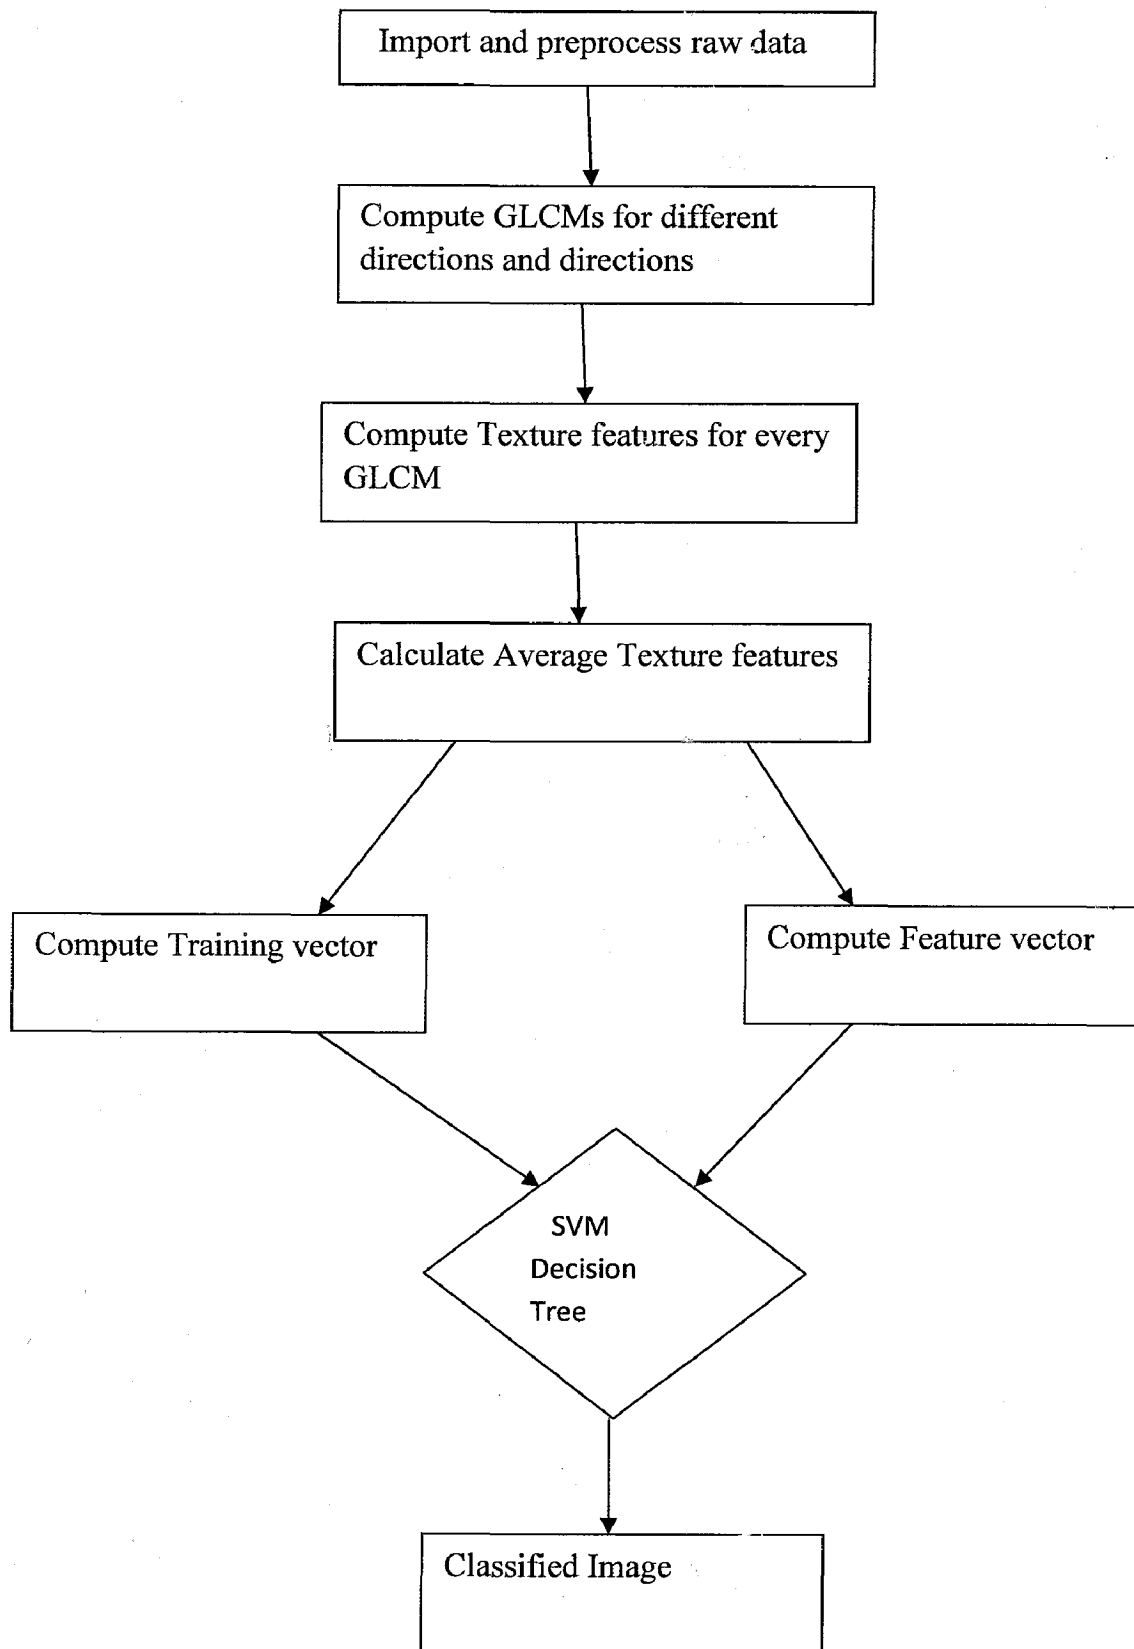 Import and preprocess raw data
Compute GLCMs for different
directions and directions
Compute Texture features for every
GLCM
Calculate Average Texture features
Compute Training vector
Compute Feature vector
SVM
Decision
Tree
Classified Image